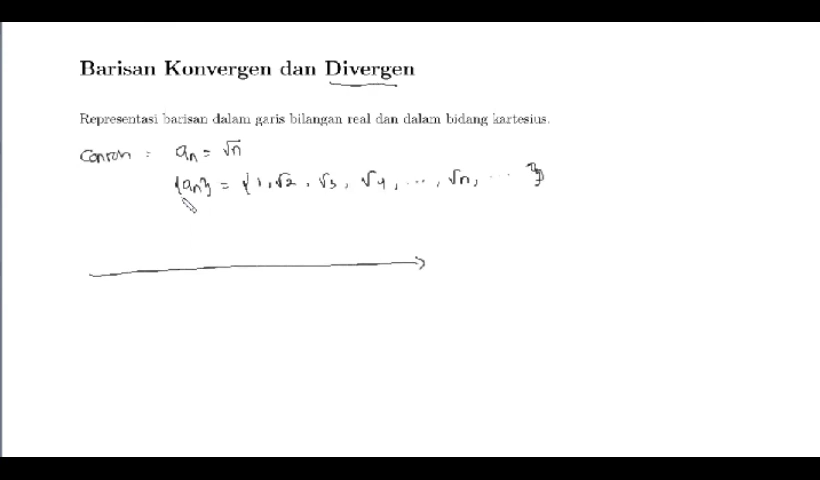 Barisan Konvergen dan Divergen
Representasi barisan dalam garis bilangan real dan dalam bidang kartesius.
Contoh : aₙ = √n
{aₙ} = {1, √2, √3, √4, ..., √n, ... }